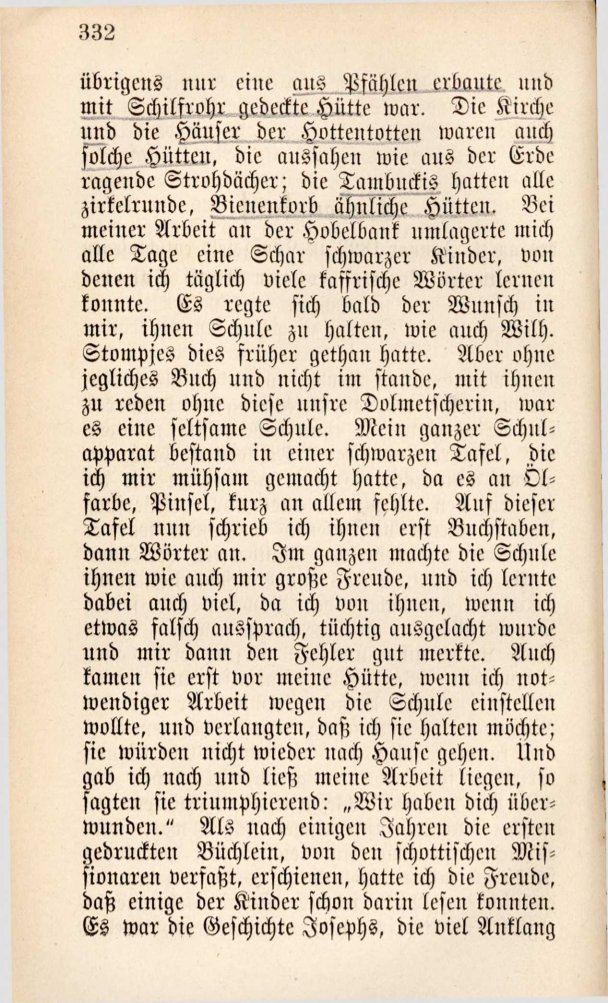 332
übrigens nur eine aus Pfählen erbaute und
mit Schilfrohr gedeckte Hütte war. Die Kirche
und die Häuser der Hottentotten waren auch
solche Hütten, die aussahen wie aus der Erde
ragende Strohdächer; die Tambuckis hatten alle
zirkelrunde, Bienenkorb ähnliche Hütten. Bei
meiner Arbeit an der Hobelbank umlagerte mich
alle Tage eine Schar schwarzer Kinder, von
denen ich täglich viele kaffrische Wörter lernen
konnte. Es regte sich bald der Wunsch in
mir, ihnen Schule zu halten, wie auch Wilh.
Stompjes dies früher gethan hatte. Aber ohne
jegliches Buch und nicht im stande, mit ihnen
zu reden ohne diese unsre Dolmetscherin, war
es eine seltsame Schule. Mein ganzer Schul-
apparat bestand in einer schwarzen Tafel, die
ich mir mühsam gemacht hatte, da es an Öl-
farbe, Pinsel, kurz an allem fehlte. Auf dieser
Tafel nun schrieb ich ihnen erst Buchstaben,
dann Wörter an. Im ganzen machte die Schule
ihnen wie auch mir große Freude, und ich lernte
dabei auch viel, da ich von ihnen, wenn ich
etwas falsch aussprach, tüchtig ausgelacht wurde
und mir dann den Fehler gut merkte. Auch
kamen sie erst vor meine Hütte, wenn ich not-
wendiger Arbeit wegen die Schule einstellen
wollte, und verlangten, daß ich sie halten möchte;
sie würden nicht wieder nach Hause gehen. Und
gab ich nach und ließ meine Arbeit liegen, so
sagten sie triumphierend: „Wir haben dich über-
wunden.“ Als nach einigen Jahren die ersten
gedruckten Büchlein, von den schottischen Mis-
sionaren verfaßt, erschienen, hatte ich die Freude,
daß einige der Kinder schon darin lesen konnten.
Es war die Geschichte Josephs, die viel Anklang